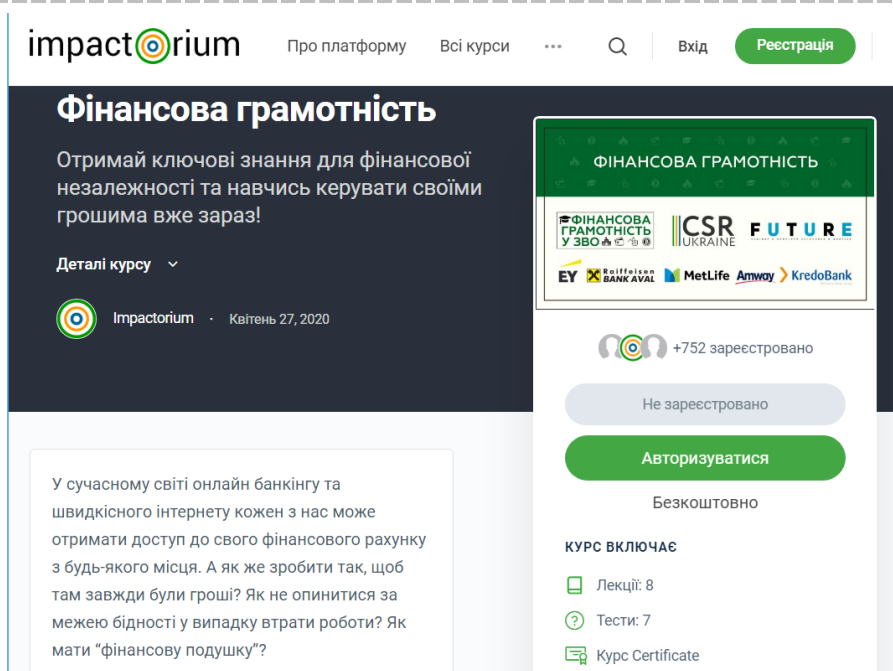 impactorium
Про платформу
Всі курси
...
Вхід
Реєстрація
Фінансова грамотність
Отримай ключові знання для фінансової
незалежності та навчись керувати своїми
грошима вже зараз!
Деталі курсу
Impactorium · Квітень 27, 2020
ФІНАНСОВА ГРАМОТНІСТЬ
ФІНАНСОВА
ГРАМОТНІСТЬ
У ЗВО
CSR
UKRAINE
FUTURE
EY
Raiffeisen
BANK AVAL
MetLife
Amway
KredoBank
+752 зареєстровано
Не зареєстровано
Авторизуватися
Безкоштовно
КУРС ВКЛЮЧАЄ
Лекції: 8
Тести: 7
Курс Certificate
У сучасному світі онлайн банкінгу та
швидкісного інтернету кожен з нас може
отримати доступ до свого фінансового рахунку
з будь-якого місця. А як же зробити так, щоб
там завжди були гроші? Як не опинитися за
межею бідності у випадку втрати роботи? Як
мати “фінансову подушку”?